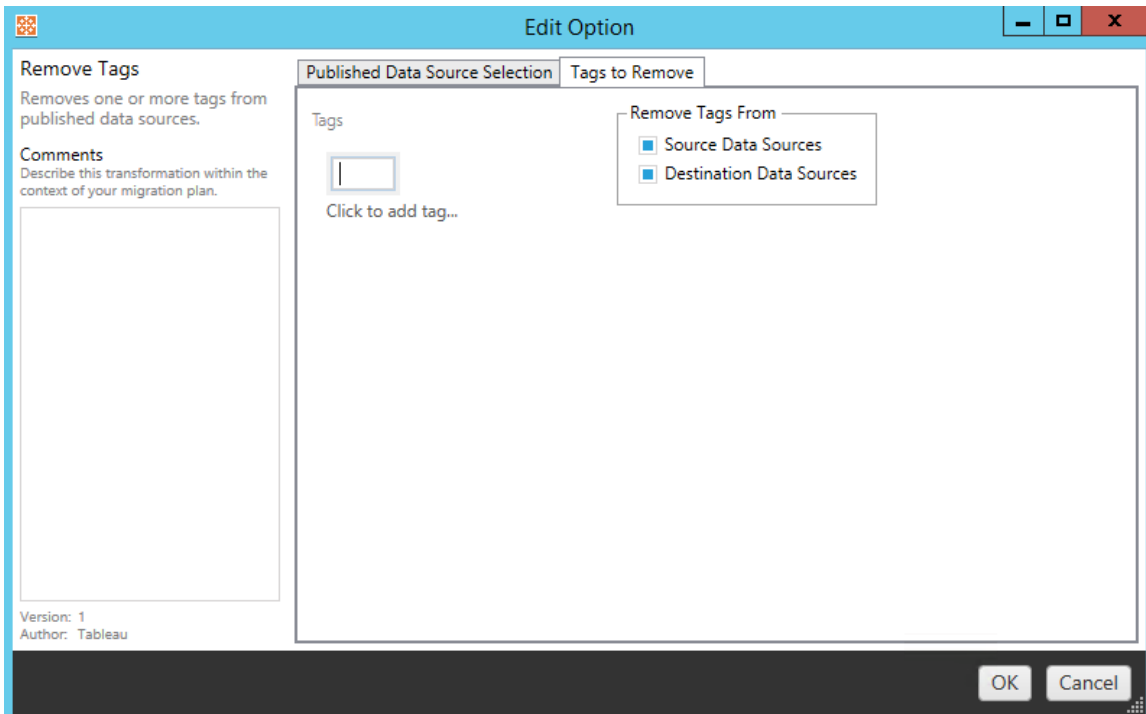 Edit Option
Remove Tags
Removes one or more tags from
published data sources.
Comments
Describe this transformation within the
context of your migration plan.
Version: 1
Author: Tableau
Published Data Source Selection
Tags to Remove
Tags
Click to add tag...
Remove Tags From
Source Data Sources
Destination Data Sources
OK
Cancel